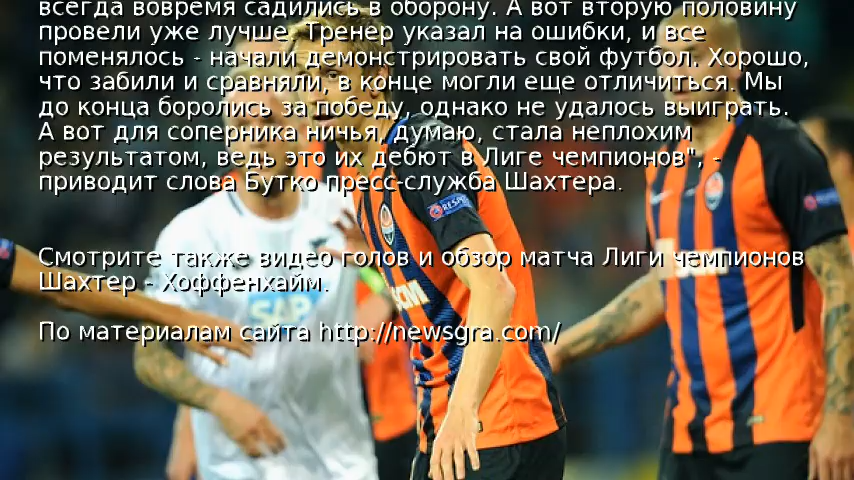 всегда вовремя садились в оборону. А вот вторую половину
провели уже лучше. Тренер указал на ошибки, и все
поменялось - начали демонстрировать свой футбол. Хорошо,
что забили и сравняли, в конце могли еще отличиться. Мы
до конца боролись за победу, однако не удалось выиграть.
А вот для соперника ничья, думаю, стала неплохим
результатом, ведь это их дебют в Лиге чемпионов", -
приводит слова Бутко пресс-служба Шахтера.
Смотрите также видео голов и обзор матча Лиги чемпионов
Шахтер - Хоффенхайм.
По материалам сайта http://newsgra.com/
SAP